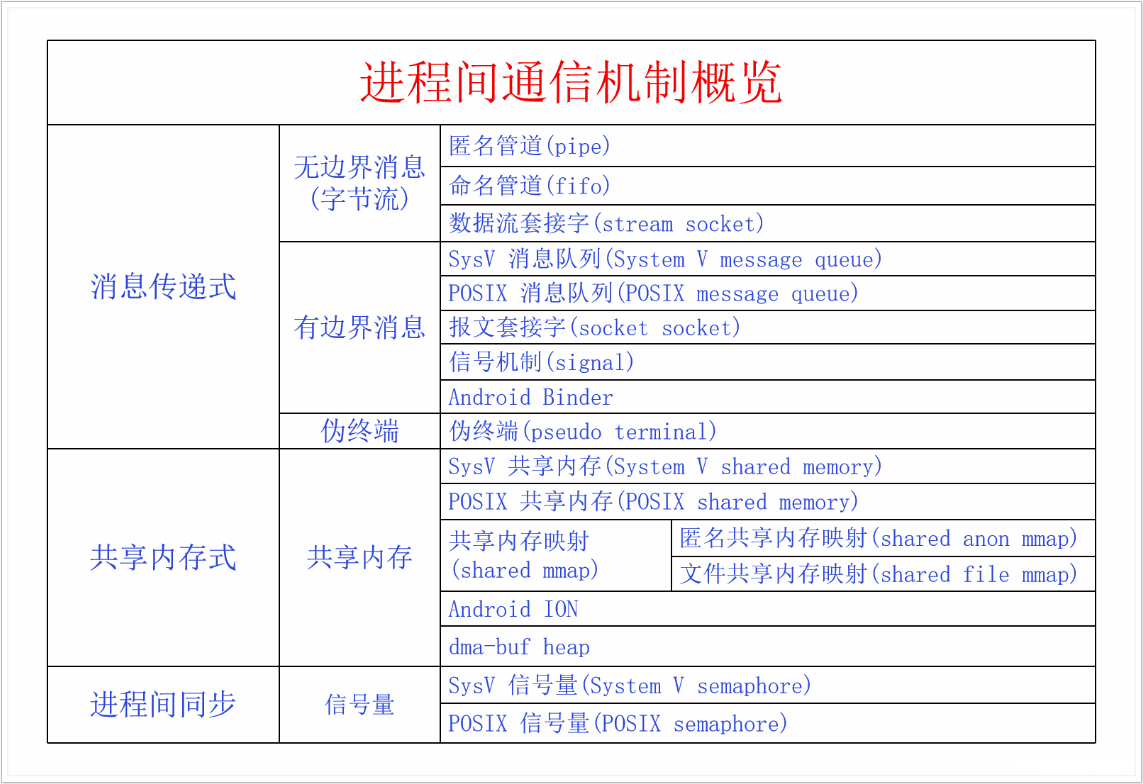 进程间通信机制概览
消息传递式
无边界消息
(字节流)
匿名管道(pipe)
命名管道(fifo)
数据流套接字(stream socket)
有边界消息
SysV 消息队列(System V message queue)
POSIX 消息队列(POSIX message queue)
报文套接字(socket socket)
信号机制(signal)
Android Binder
伪终端
伪终端(pseudo terminal)
共享内存式
共享内存
SysV 共享内存(System V shared memory)
POSIX 共享内存(POSIX shared memory)
共享内存映射
(shared mmap)
匿名共享内存映射(shared anon mmap)
文件共享内存映射(shared file mmap)
Android ION
dma-buf heap
进程间同步
信号量
SysV 信号量(System V semaphore)
POSIX 信号量(POSIX semaphore)